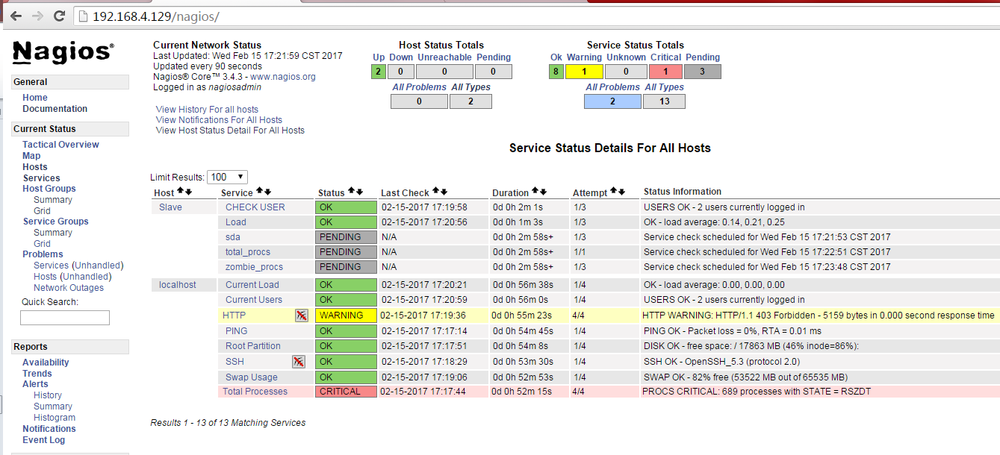 192.168.4.129/nagios/
Nagios®
General
Home
Documentation
Current Status
Tactical Overview
Map
Hosts
Services
Host Groups
Summary
Grid
Service Groups
Summary
Grid
Problems
Services (Unhandled)
Hosts (Unhandled)
Network Outages
Quick Search:
Reports
Availability
Trends
Alerts
History
Summary
Histogram
Notifications
Event Log
Current Network Status
Last Updated: Wed Feb 15 17:21:59 CST 2017
Updated every 90 seconds
Nagios® Core™ 3.4.3 - www.nagios.org
Logged in as nagiosadmin
View History For all hosts
View Notifications For All Hosts
View Host Status Detail For All Hosts
Host Status Totals
Up Down Unreachable Pending
2 0 0 0
All Problems All Types
0 2
Service Status Totals
Ok Warning Unknown Critical Pending
8 1 0 1 3
All Problems All Types
2 13
Service Status Details For All Hosts
Limit Results: 100
Host Service Status Last Check Duration Attempt Status Information
Slave CHECK USER OK 02-15-2017 17:19:58 0d 0h 2m 1s 1/3 USERS OK - 2 users currently logged in
Load OK 02-15-2017 17:20:56 0d 0h 1m 3s 1/3 OK - load average: 0.14, 0.21, 0.25
sda PENDING N/A 0d 0h 2m 58s+ 1/3 Service check scheduled for Wed Feb 15 17:21:53 CST 2017
total_procs PENDING N/A 0d 0h 2m 58s+ 1/1 Service check scheduled for Wed Feb 15 17:22:51 CST 2017
zombie_procs PENDING N/A 0d 0h 2m 58s+ 1/3 Service check scheduled for Wed Feb 15 17:23:48 CST 2017
localhost Current Load OK 02-15-2017 17:20:21 0d 0h 56m 38s 1/4 OK - load average: 0.00, 0.00, 0.00
Current Users OK 02-15-2017 17:20:59 0d 0h 56m 0s 1/4 USERS OK - 2 users currently logged in
HTTP WARNING 02-15-2017 17:19:36 0d 0h 55m 23s 4/4 HTTP WARNING: HTTP/1.1 403 Forbidden - 5159 bytes in 0.000 second response time
PING OK 02-15-2017 17:17:14 0d 0h 54m 45s 1/4 PING OK - Packet loss = 0%, RTA = 0.01 ms
Root Partition OK 02-15-2017 17:17:51 0d 0h 54m 8s 1/4 DISK OK - free space: / 17863 MB (46% inode=86%):
SSH OK 02-15-2017 17:18:29 0d 0h 53m 30s 1/4 SSH OK - OpenSSH_5.3 (protocol 2.0)
Swap Usage OK 02-15-2017 17:19:06 0d 0h 52m 53s 1/4 SWAP OK - 82% free (53522 MB out of 65535 MB)
Total Processes CRITICAL 02-15-2017 17:17:44 0d 0h 52m 15s 4/4 PROCS CRITICAL: 689 processes with STATE = RSZDT
Results 1 - 13 of 13 Matching Services